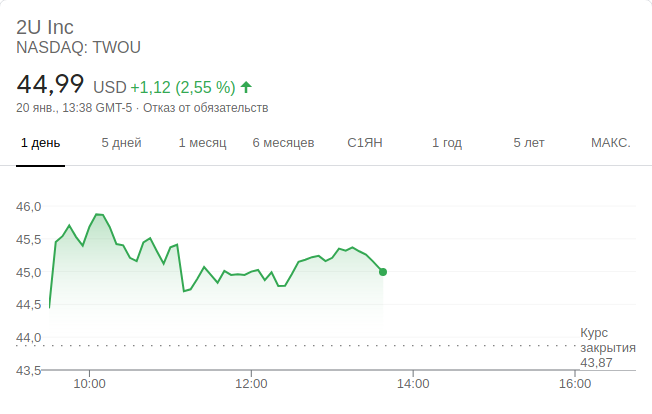 2U Inc
NASDAQ: TWOU
44,99 USD +1,12 (2,55 %)
20 янв., 13:38 GMT-5 · Отказ от обязательств
1 день 5 дней 1 месяц 6 месяцев С1ЯН 1 год 5 лет МАКС.
46,0
45,5
45,0
44,5
44,0
43,5
Курс
закрытия
43,87
10:00 12:00 14:00 16:00